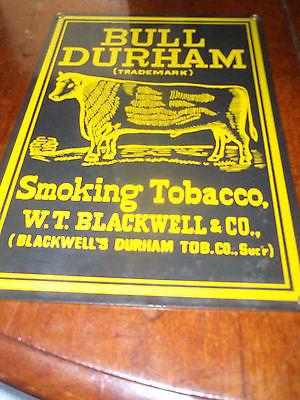 BULL
DURHAM
(TRADEMARK)
Smoking Tobacco,
W.T. BLACKWELL & CO.,
(BLACKWELL'S DURHAM TOB.CO., Suc'r)